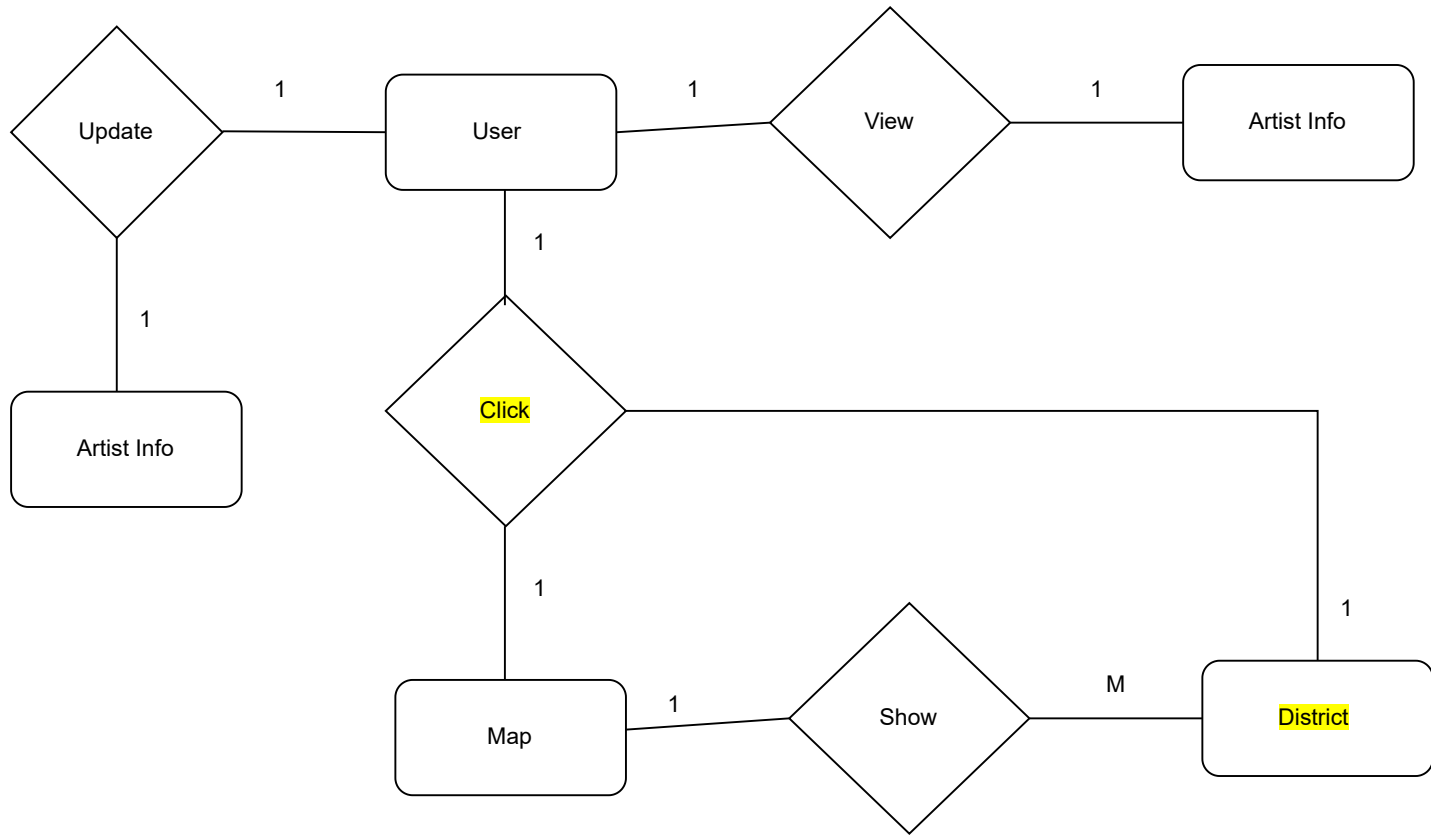 1
1
1
Update
User
View
Artist Info
1
1
Click
Artist Info
1
1
M
1
Show
District
Map